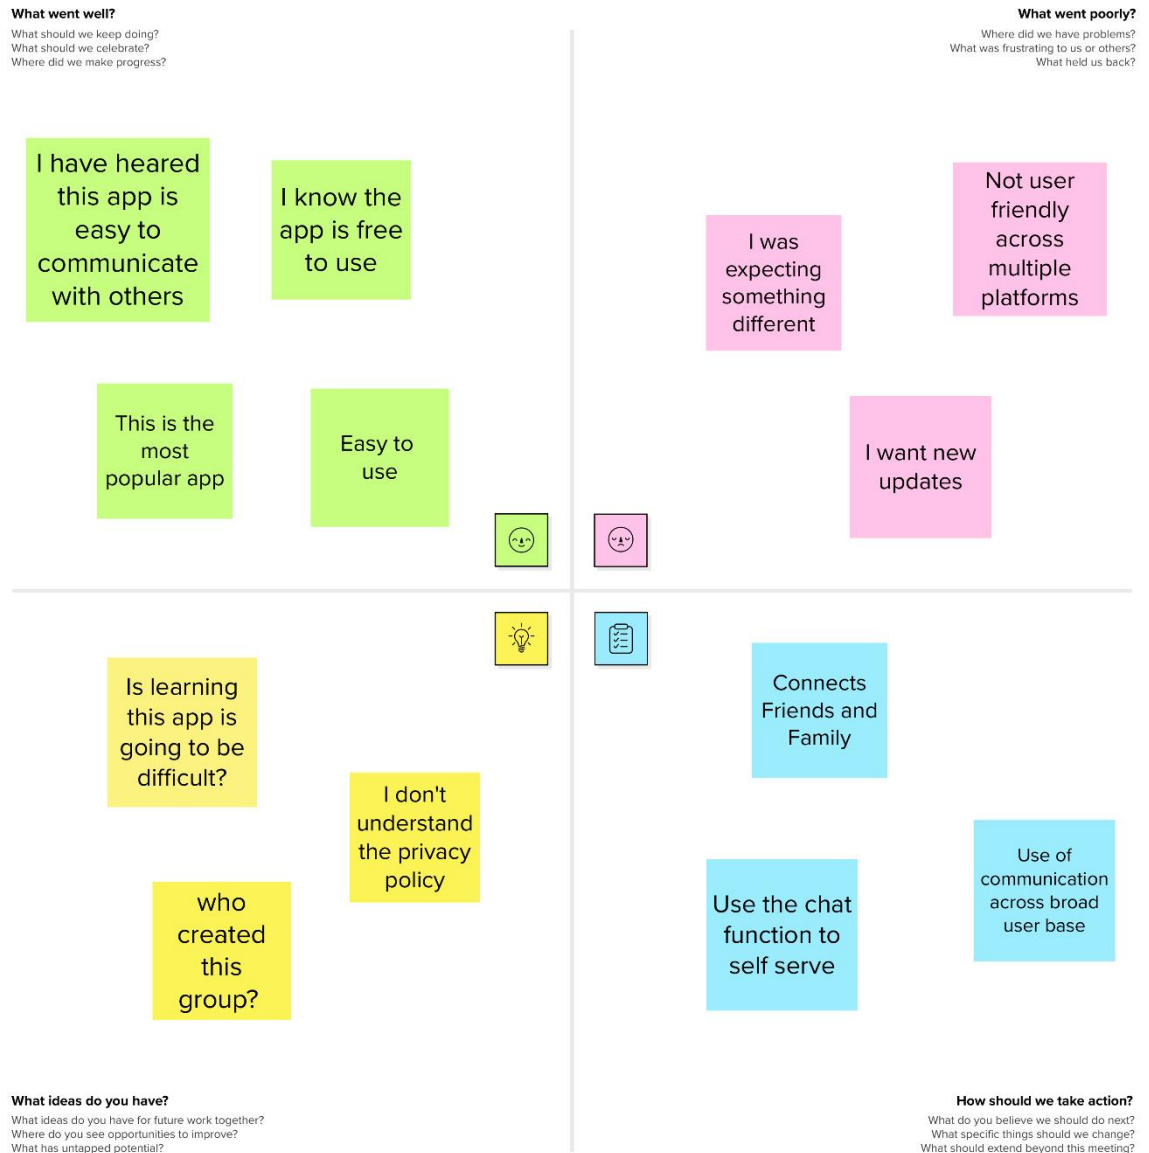 What went well?
What should we keep doing?
What should we celebrate?
Where did we make progress?
What went poorly?
Where did we have problems?
What was frustrating to us or others?
What held us back?
I have heared
this app is
easy to
communicate
with others
I know the
app is free
to use
This is the
most
popular app
Easy to
use
I was
expecting
something
different
Not user
friendly
across
multiple
platforms
I want new
updates
Is learning
this app is
going to be
difficult?
I don't
understand
the privacy
policy
who
created
this
group?
Connects
Friends and
Family
Use the chat
function to
self serve
Use of
communication
across broad
user base
What ideas do you have?
What ideas do you have for future work together?
Where do you see opportunities to improve?
What has untapped potential?
How should we take action?
What do you believe we should do next?
What specific things should we change?
What should extend beyond this meeting?